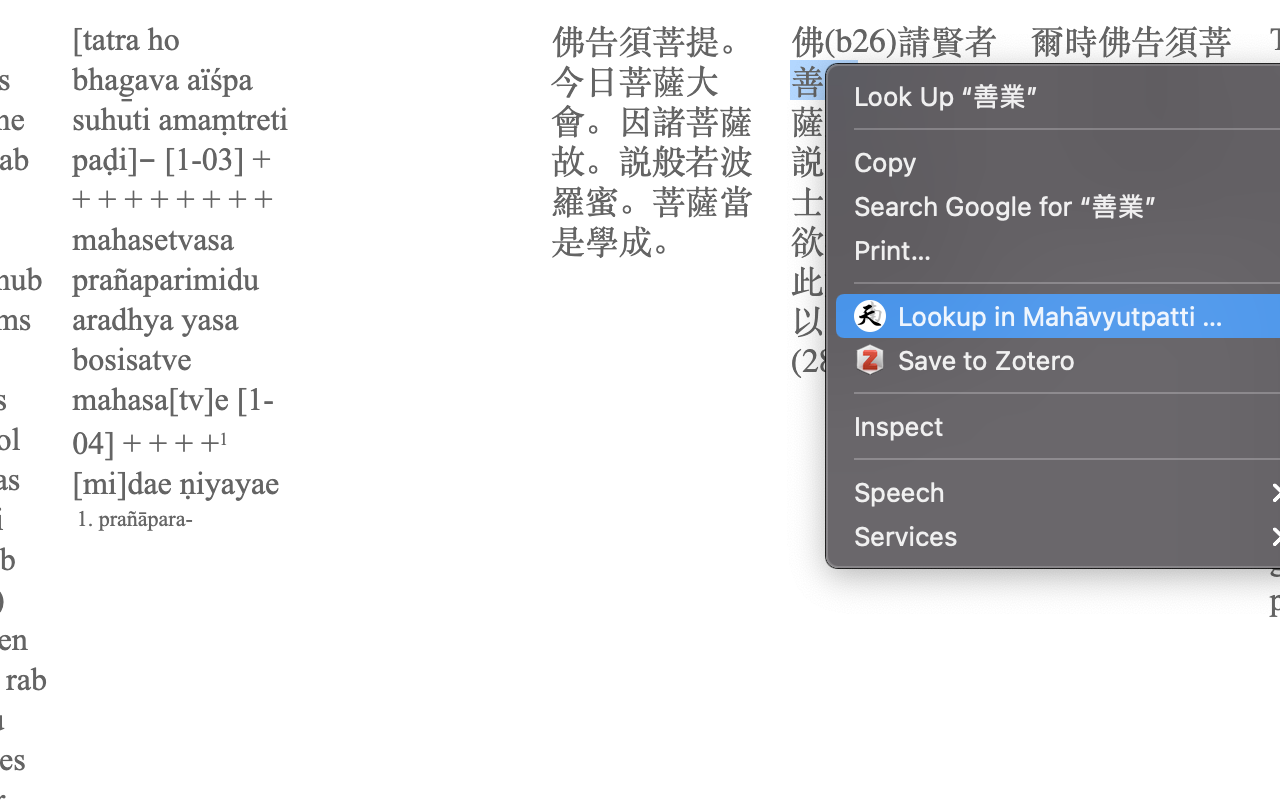 s
ne
ab
nub
ms
s
ol
as
i
b
)
en
rab
es
[tatra ho
bhag̱ava aïśpa
suhuti amaṃtreti
paḍi]– [1-03] +
+ + + + + + + +
mahasetvasa
prañaparimidu
aradhya yasa
bosisatve
mahasa[tv]e [1-
04] + + + +¹
[mi]dae ṇiyayae
1. prañāpara-
佛告須菩提。
今日菩薩大
會。因諸菩薩
故。説般若波
羅蜜。菩薩當
是學成。
佛(b26)請賢者
善
薩
説
士
欲
此
以
(28
爾時佛告須菩
Look Up “善業”
Copy
Search Google for “善業”
Print...
Lookup in Mahāvyutpatti ...
Save to Zotero
Inspect
Speech
Services